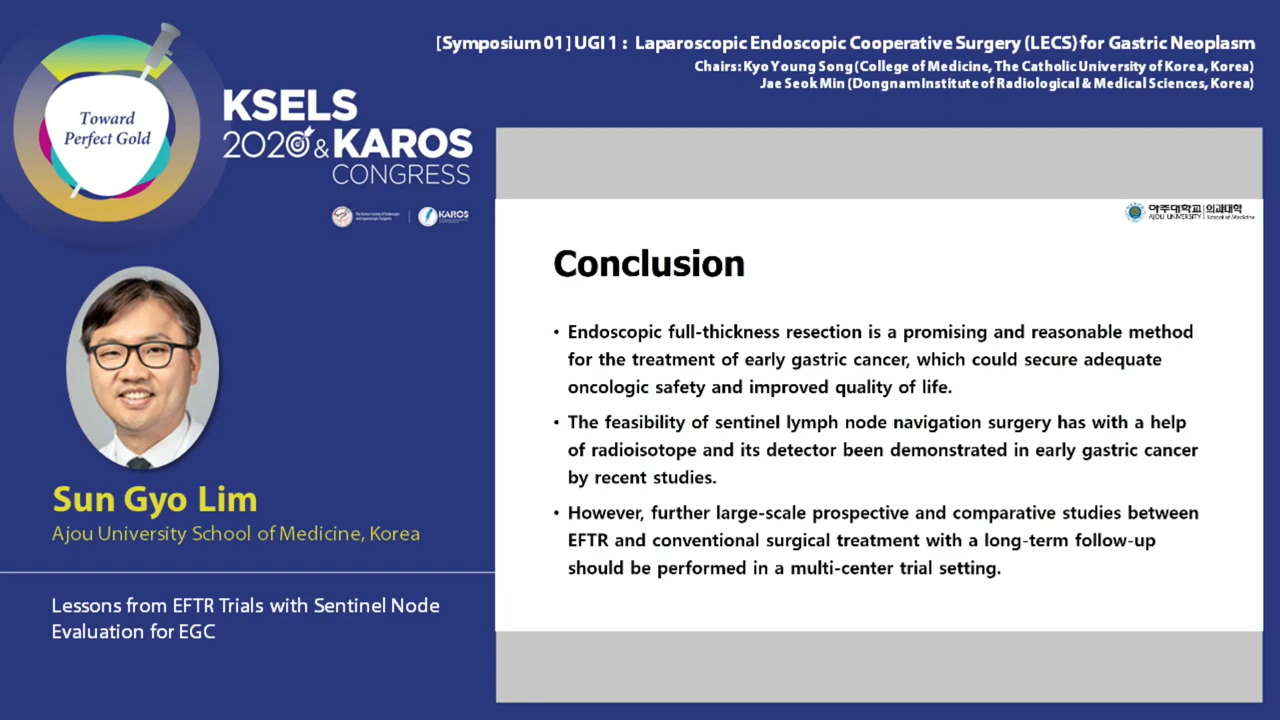 [Symposium 01] UGI 1 : Laparoscopic Endoscopic Cooperative Surgery (LECS) for Gastric Neoplasm
Chairs: Kyo Young Song (College of Medicine, The Catholic University of Korea, Korea)
Jae Seok Min (Dongnam Institute of Radiological & Medical Sciences, Korea)
Toward
Perfect Gold
KSELS
2020 & KAROS
CONGRESS
The Korean Society of Endoscopic
and Laparoscopic Surgeons
KAROS
아주대학교 의과대학
AJOU UNIVERSITY School of Medicine
Conclusion
• Endoscopic full-thickness resection is a promising and reasonable method
for the treatment of early gastric cancer, which could secure adequate
oncologic safety and improved quality of life.
• The feasibility of sentinel lymph node navigation surgery has with a help
of radioisotope and its detector been demonstrated in early gastric cancer
by recent studies.
• However, further large-scale prospective and comparative studies between
EFTR and conventional surgical treatment with a long-term follow-up
should be performed in a multi-center trial setting.
Sun Gyo Lim
Ajou University School of Medicine, Korea
Lessons from EFTR Trials with Sentinel Node
Evaluation for EGC